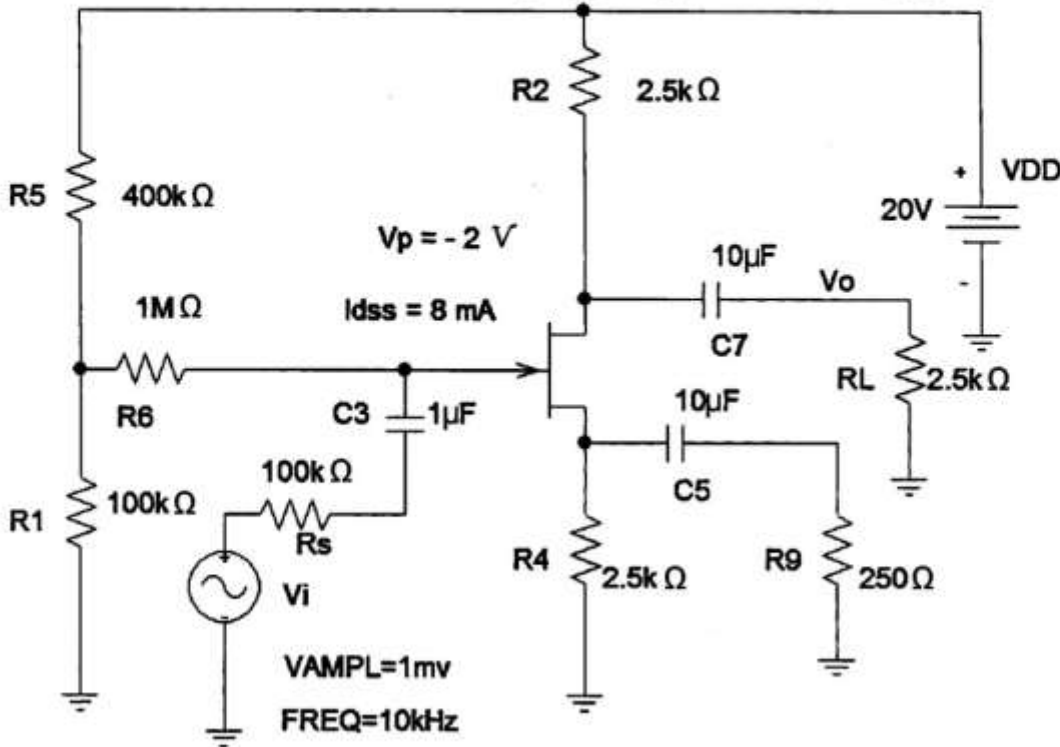 R2 2.5kΩ
R5 400kΩ
VDD
+
20V
-
Vp = - 2 V
10µF
Vo
1MΩ
Idss = 8 mA
C7
RL 2.5kΩ
R6
C3 1µF
10µF
C5
R1 100kΩ
100kΩ
Rs
R4 2.5kΩ
R9 250Ω
+
Vi
-
VAMPL=1mv
FREQ=10kHz